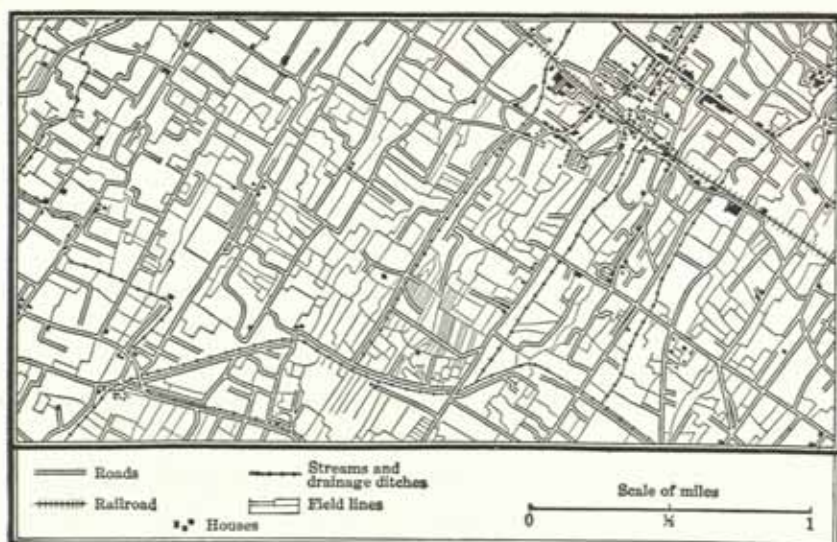 Roads
Streams and
drainage ditches
Railroad
Field lines
Houses
Scale of miles
0 ½ 1